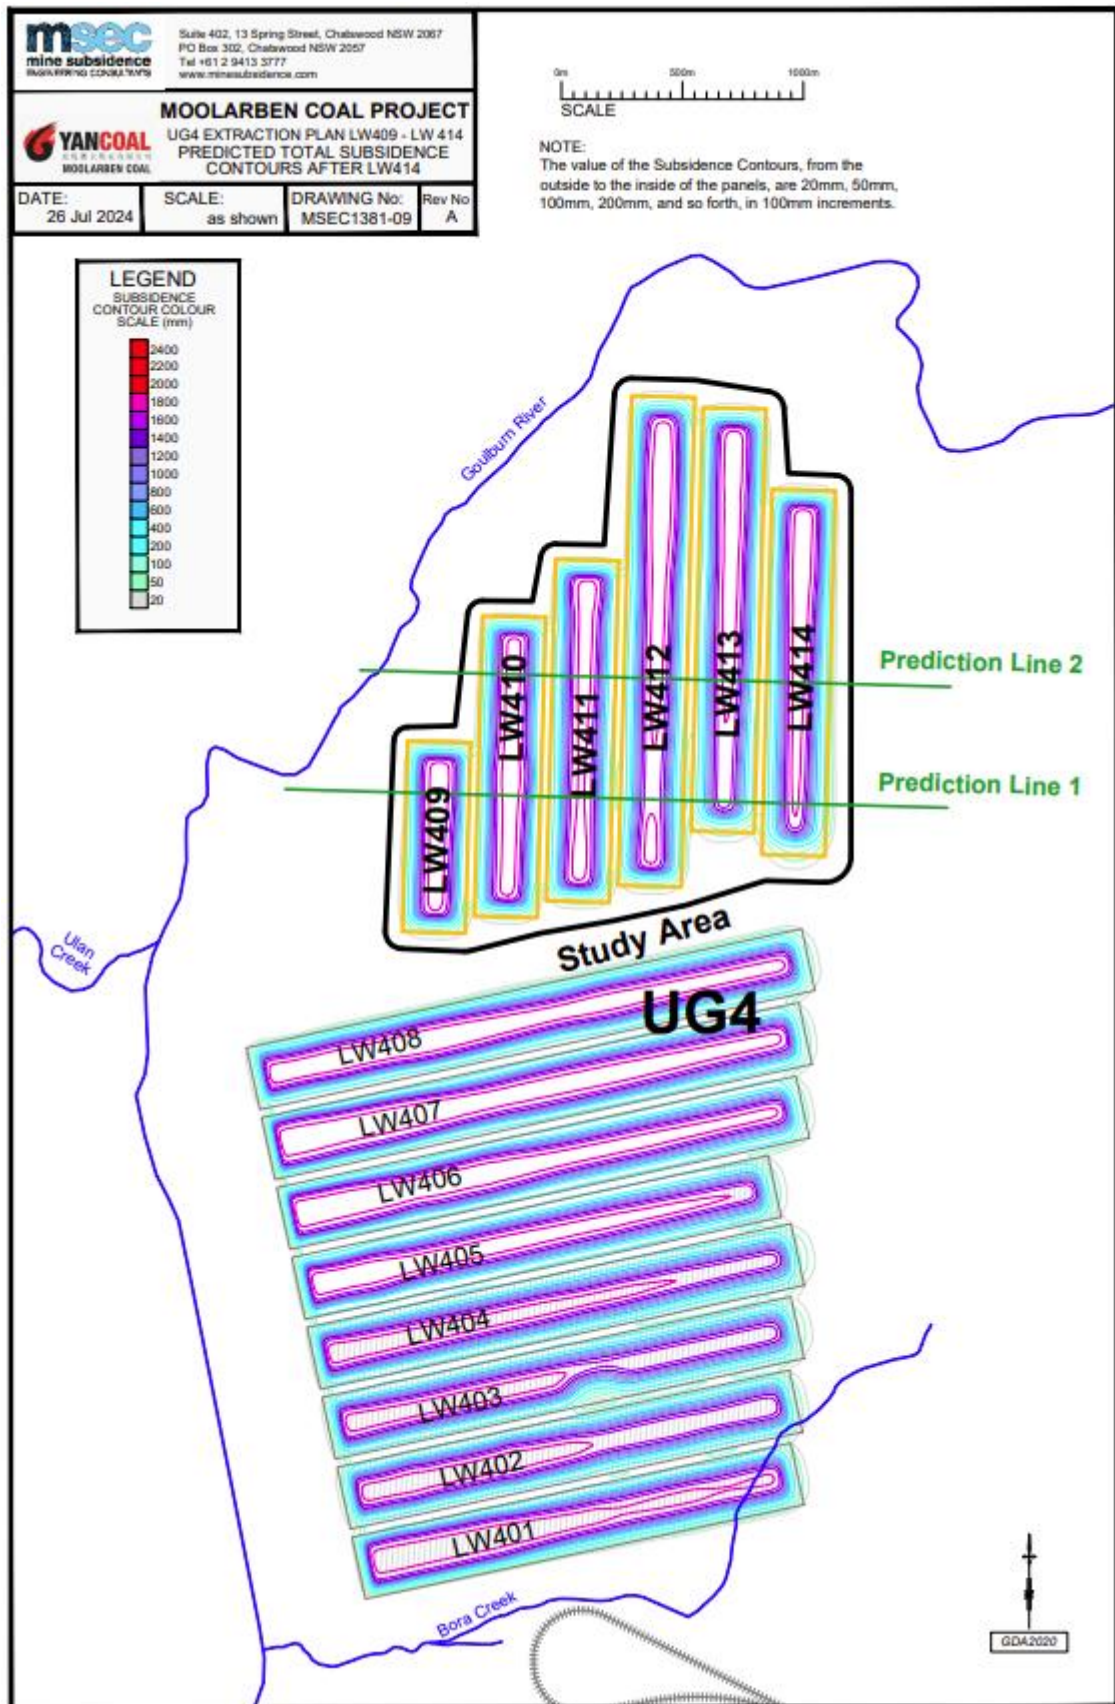 msec
mine subsidence
ENGINEERING CONSULTANTS
Suite 402, 13 Spring Street, Chatswood NSW 2067
PO Box 302, Chatswood NSW 2057
Tel +61 2 9413 3777
www.minesubsidence.com
YANCOAL
MOOLARBEN COAL
MOOLARBEN COAL PROJECT
UG4 EXTRACTION PLAN LW409 - LW 414
PREDICTED TOTAL SUBSIDENCE
CONTOURS AFTER LW414
DATE:
26 Jul 2024
SCALE:
as shown
DRAWING No:
MSEC1381-09
Rev No
A
0m 500m 1000m
SCALE
NOTE:
The value of the Subsidence Contours, from the
outside to the inside of the panels, are 20mm, 50mm,
100mm, 200mm, and so forth, in 100mm increments.
LEGEND
SUBSIDENCE
CONTOUR COLOUR
SCALE (mm)
2400
2200
2000
1800
1600
1400
1200
1000
800
600
400
200
100
50
20
Goulburn River
LW409
LW410
LW411
LW412
LW413
LW414
Prediction Line 2
Prediction Line 1
Ulan
Creek
Study Area
UG4
LW408
LW407
LW406
LW405
LW404
LW403
LW402
LW401
Bora Creek
GDA2020